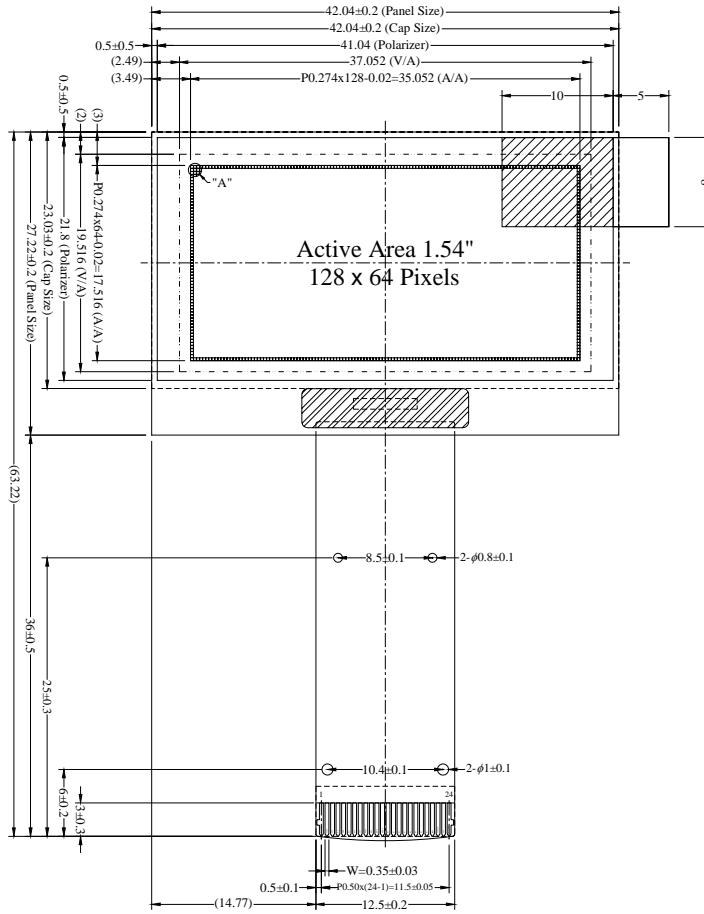 42.04±0.2 (Panel Size)
42.04±0.2 (Cap Size)
0.5±0.5
41.04 (Polarizer)
(2.49)
37.052 (V/A)
(3.49)
P0.274x128-0.02=35.052 (A/A)
10
5
0.5±0.5
(2)
(3)
"A"
Active Area 1.54"
128 x 64 Pixels
P0.274x64-0.02=17.516 (A/A)
19.516 (V/A)
21.8 (Polarizer)
23.03±0.2 (Cap Size)
27.22±0.2 (Panel Size)
(63.22)
36±0.5
25±0.3
8.5±0.1
2-ϕ0.8±0.1
10.4±0.1
2-ϕ1±0.1
6±0.2
3±0.3
1
24
W=0.35±0.03
0.5±0.1
P0.50x(24-1)=11.5±0.05
(14.77)
12.5±0.2